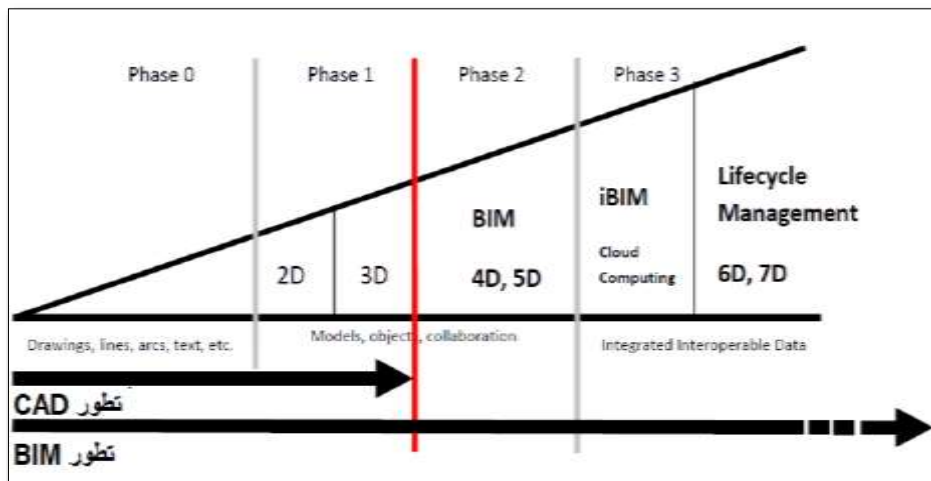 Phase 0
Phase 1
Phase 2
Phase 3
2D
3D
BIM
4D, 5D
iBIM
Cloud
Computing
Lifecycle
Management
6D, 7D
Drawings, lines, arcs, text, etc.
Models, objects, collaboration
Integrated Interoperable Data
تطور CAD
تطور BIM